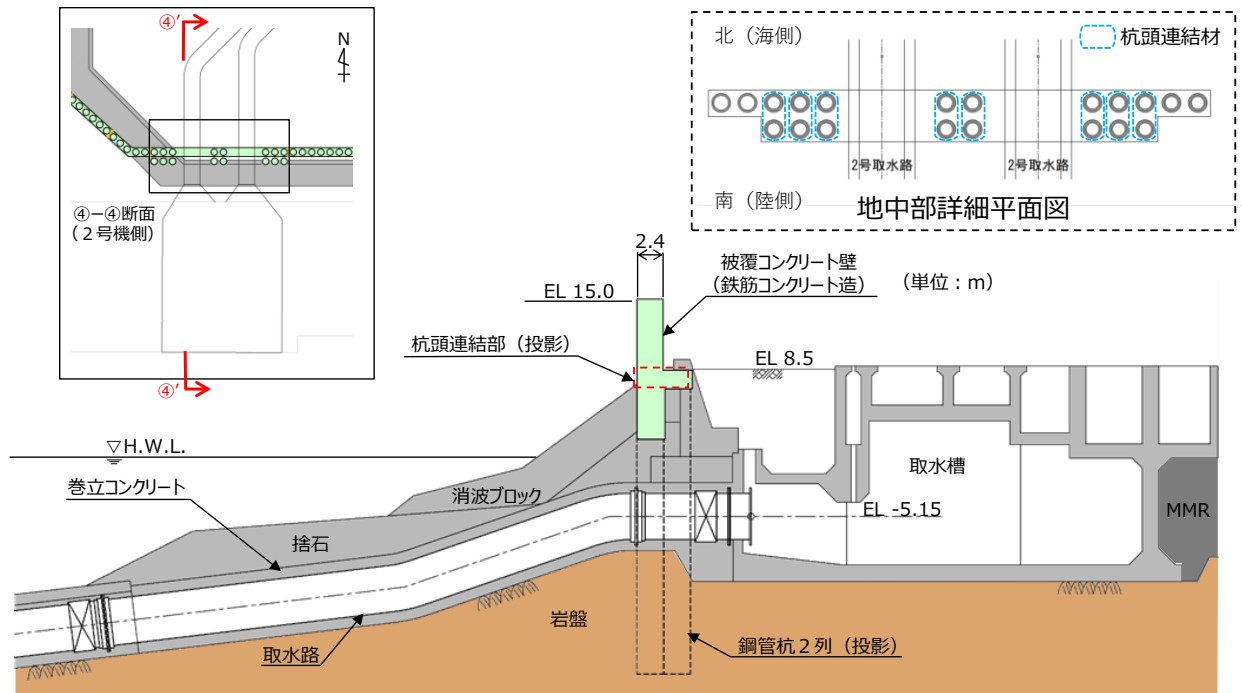 ④’
N
④−④断面
(２号機側)
④’
北（海側）
杭頭連結材
2号取水路
2号取水路
南（陸側）
地中部詳細平面図
2.4
被覆コンクリート壁
(鉄筋コンクリート造)
(単位：m)
EL 15.0
杭頭連結部（投影）
EL 8.5
▽H.W.L.
巻立コンクリート
消波ブロック
捨石
取水槽
EL -5.15
MMR
岩盤
取水路
鋼管杭２列（投影）